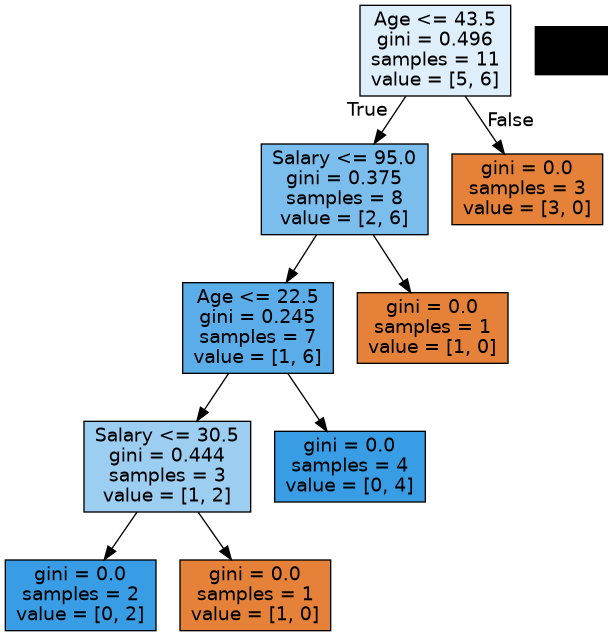 Age <= 43.5
gini = 0.496
samples = 11
value = [5, 6]
True
False
Salary <= 95.0
gini = 0.375
samples = 8
value = [2, 6]
gini = 0.0
samples = 3
value = [3, 0]
Age <= 22.5
gini = 0.245
samples = 7
value = [1, 6]
gini = 0.0
samples = 1
value = [1, 0]
Salary <= 30.5
gini = 0.444
samples = 3
value = [1, 2]
gini = 0.0
samples = 4
value = [0, 4]
gini = 0.0
samples = 2
value = [0, 2]
gini = 0.0
samples = 1
value = [1, 0]